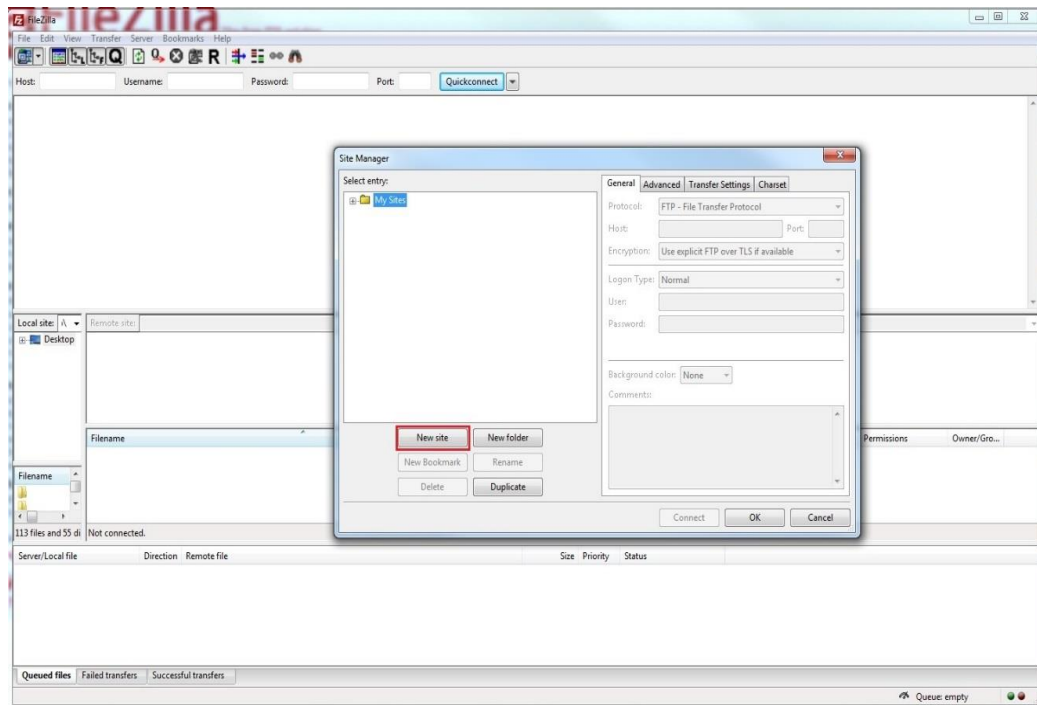 FileZilla
FileZilla
File Edit View Transfer Server Bookmarks Help
Host: Username: Password: Port: Quickconnect
Site Manager
Select entry:
My Sites
New site New folder
New Bookmark Rename
Delete Duplicate
General Advanced Transfer Settings Charset
Protocol: FTP - File Transfer Protocol
Host: Port:
Encryption: Use explicit FTP over TLS if available
Logon Type: Normal
User:
Password:
Background color: None
Comments:
Connect OK Cancel
Local site: \ Remote site:
Desktop
Filename Permissions Owner/Gro...
Filename
113 files and 55 di Not connected.
Server/Local file Direction Remote file Size Priority Status
Queued files Failed transfers Successful transfers
Queue: empty